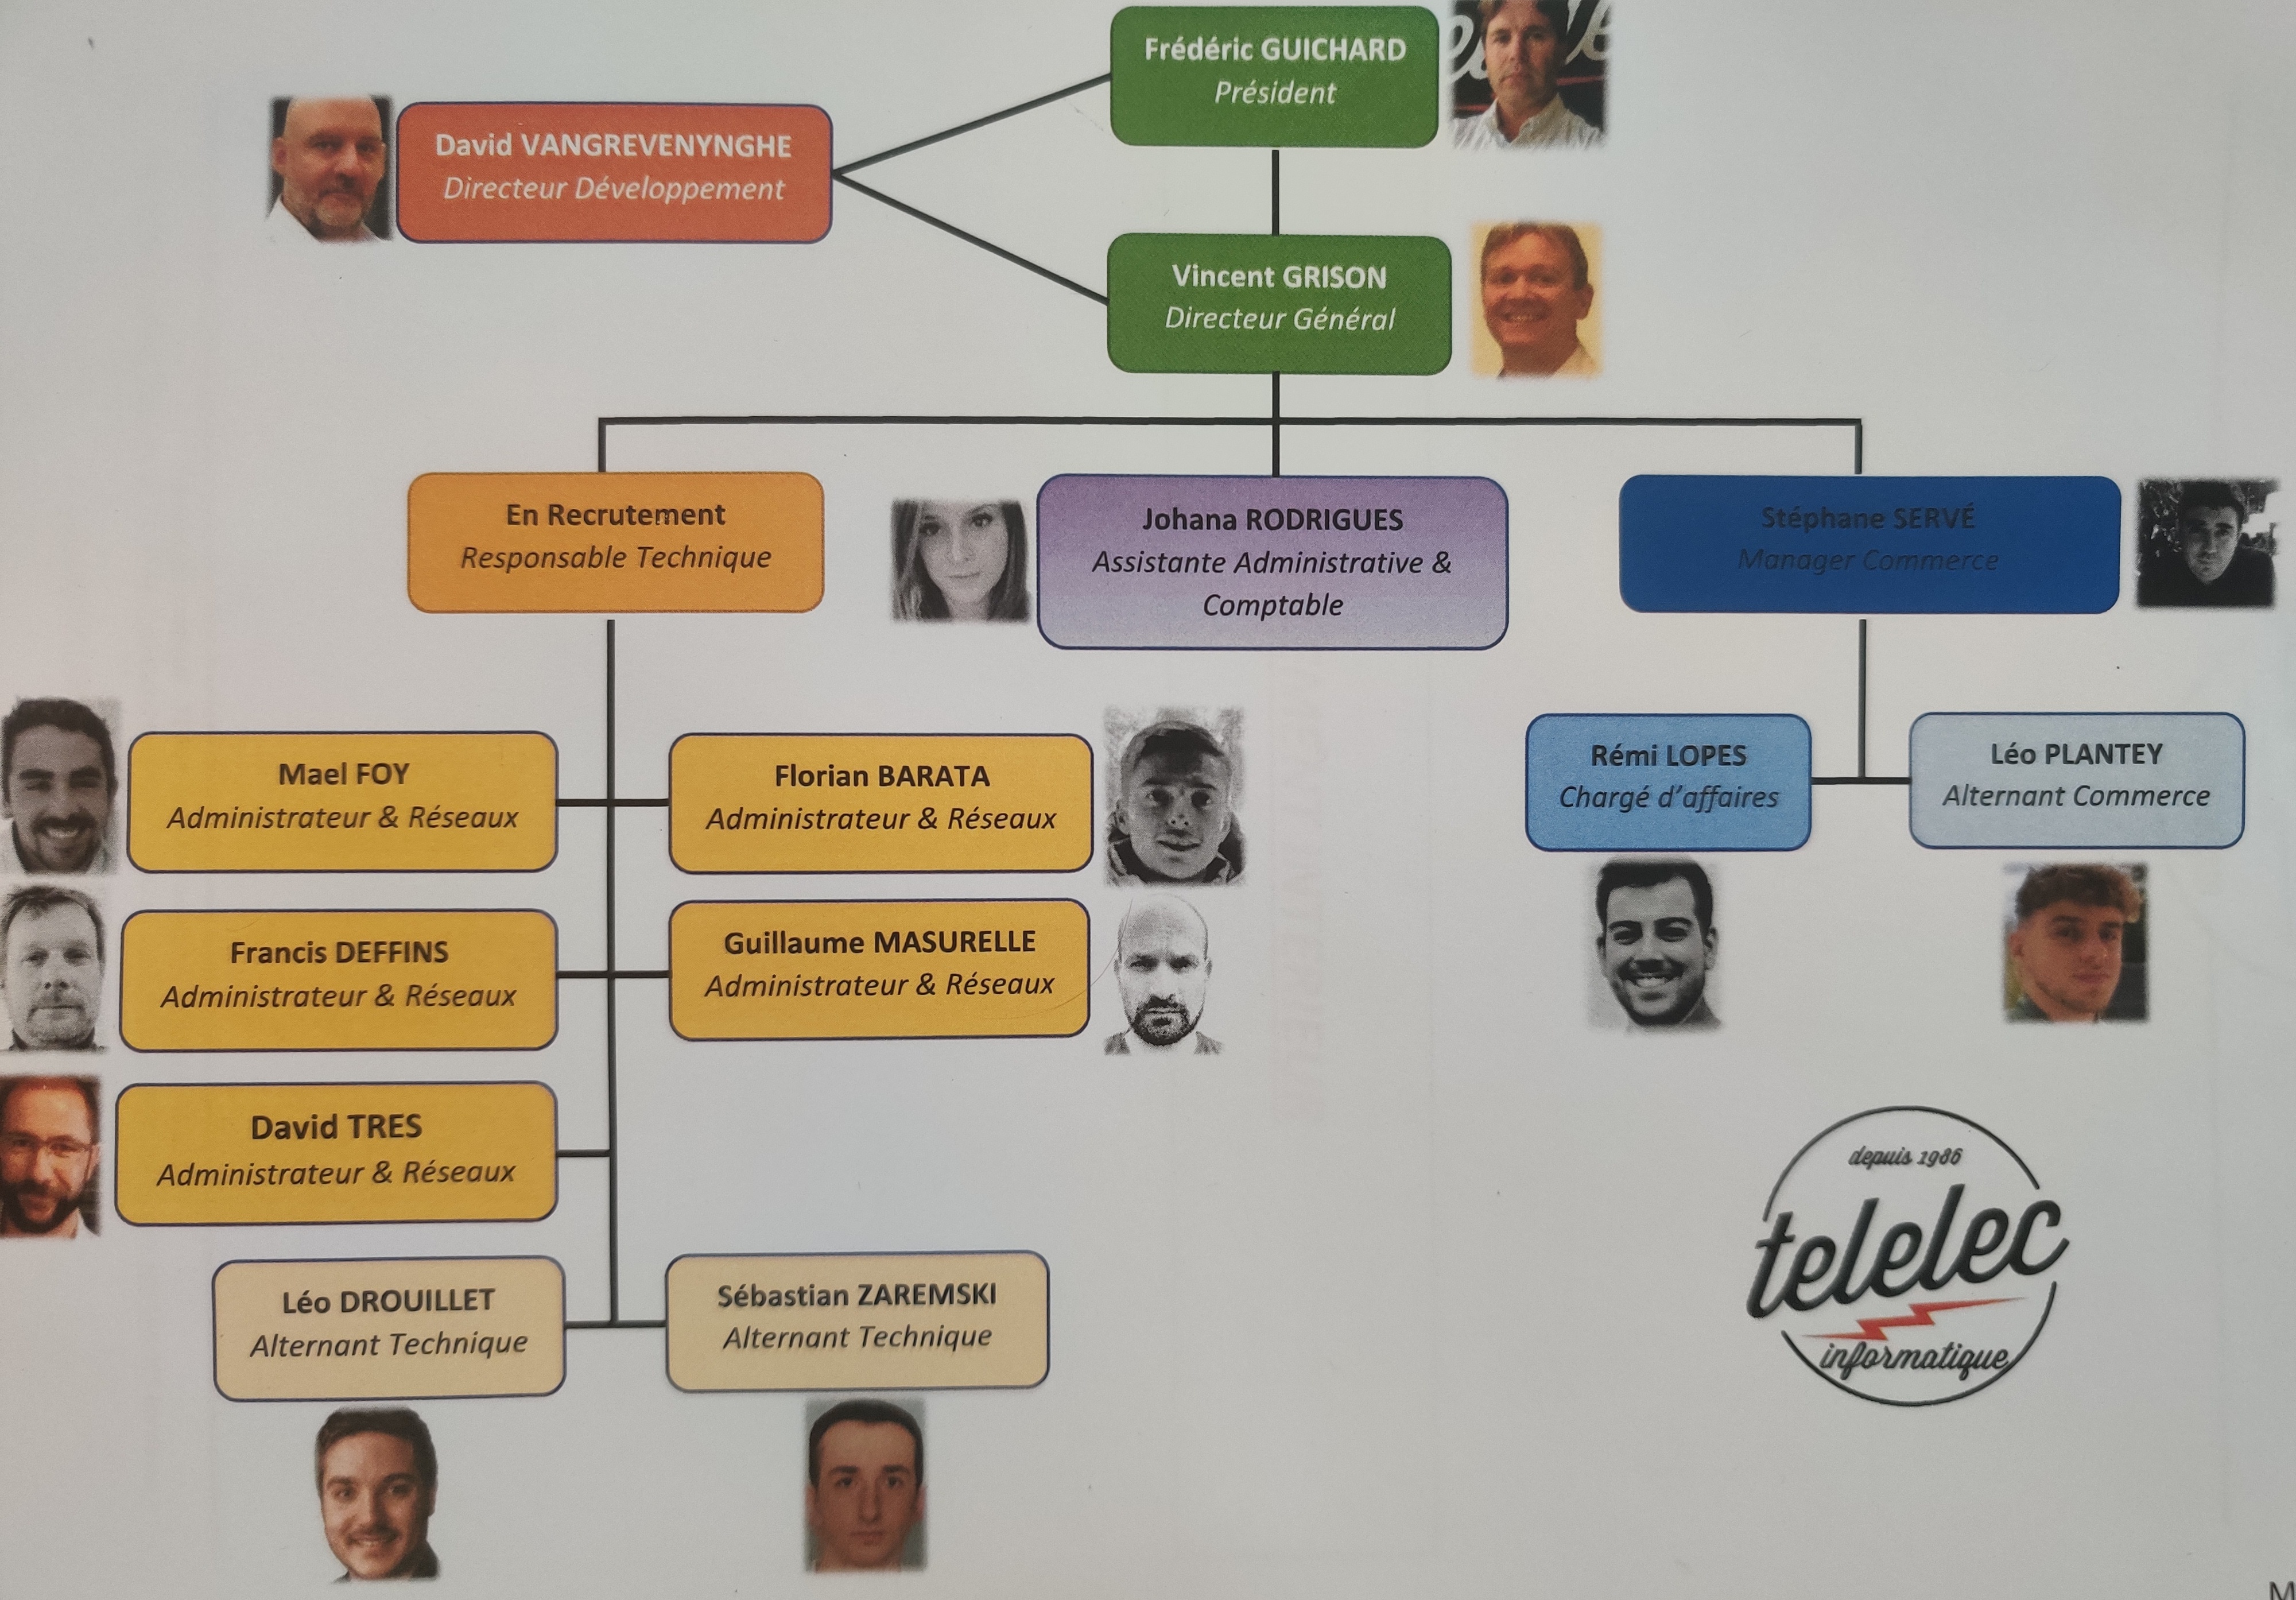 Frédéric GUICHARD
Président
David VANGREVENYNGHE
Directeur Développement
Vincent GRISON
Directeur Général
En Recrutement
Responsable Technique
Johana RODRIGUES
Assistante Administrative &
Comptable
Stéphane SERVÉ
Manager Commerce
Mael FOY
Administrateur & Réseaux
Florian BARATA
Administrateur & Réseaux
Rémi LOPES
Chargé d'affaires
Léo PLANTEY
Alternant Commerce
Francis DEFFINS
Administrateur & Réseaux
Guillaume MASURELLE
Administrateur & Réseaux
David TRES
Administrateur & Réseaux
Léo DROUILLET
Alternant Technique
Sébastian ZAREMSKI
Alternant Technique
depuis 1986
telelec
informatique
M